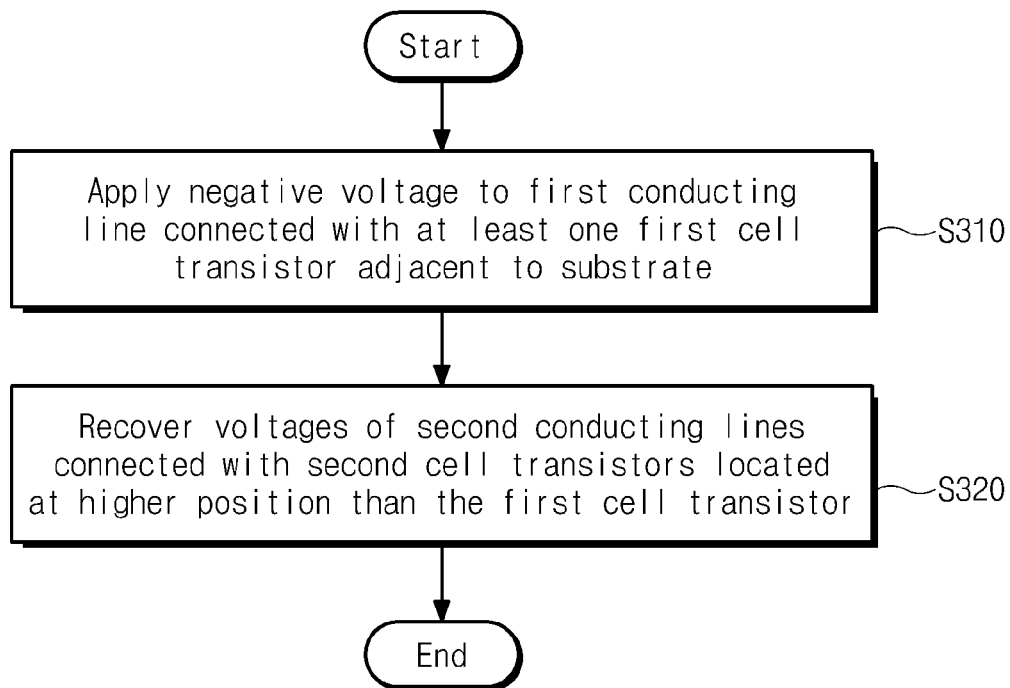 Start
Apply negative voltage to first conducting
line connected with at least one first cell
transistor adjacent to substrate
S310
Recover voltages of second conducting lines
connected with second cell transistors located
at higher position than the first cell transistor
S320
End